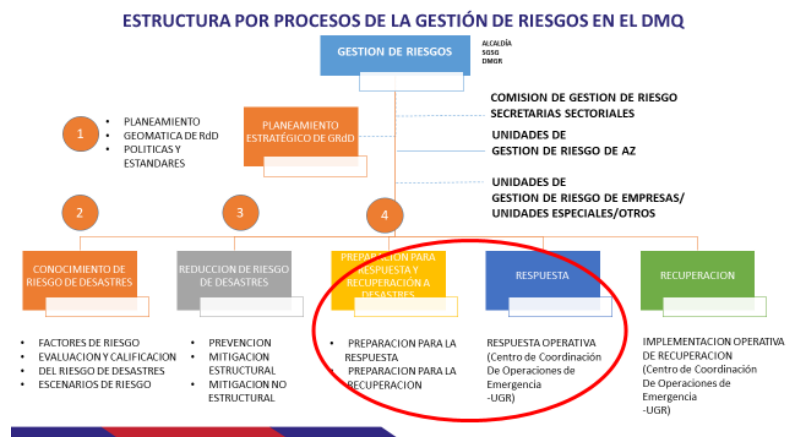 ESTRUCTURA POR PROCESOS DE LA GESTIÓN DE RIESGOS EN EL DMQ
GESTION DE RIESGOS
ALCALDÍA
SGSG
DMGR
COMISION DE GESTION DE RIESGO
SECRETARIAS SECTORIALES
1
• PLANEAMIENTO
• GEOMATICA DE RdD
• POLITICAS Y
ESTANDARES
PLANEAMIENTO
ESTRATÉGICO DE GRdD
UNIDADES DE
GESTION DE RIESGO DE AZ
UNIDADES DE
GESTION DE RIESGO DE EMPRESAS/
UNIDADES ESPECIALES/OTROS
2
3
4
CONOCIMIENTO DE
RIESGO DE DESASTRES
REDUCCION DE RIESGO
DE DESASTRES
PREPARACION PARA
RESPUESTA Y
RECUPERACIÓN A
DESASTRES
RESPUESTA
RECUPERACION
• FACTORES DE RIESGO
• EVALUACION Y CALIFICACION
• DEL RIESGO DE DESASTRES
• ESCENARIOS DE RIESGO
• PREVENCION
• MITIGACION
ESTRUCTURAL
• MITIGACION NO
ESTRUCTURAL
• PREPARACION PARA LA
RESPUESTA
• PREPARACION PARA LA
RECUPERACION
RESPUESTA OPERATIVA
(Centro de Coordinación
De Operaciones de
Emergencia
-UGR)
IMPLEMENTACION OPERATIVA
DE RECUPERACION
(Centro de Coordinación
De Operaciones de
Emergencia
-UGR)